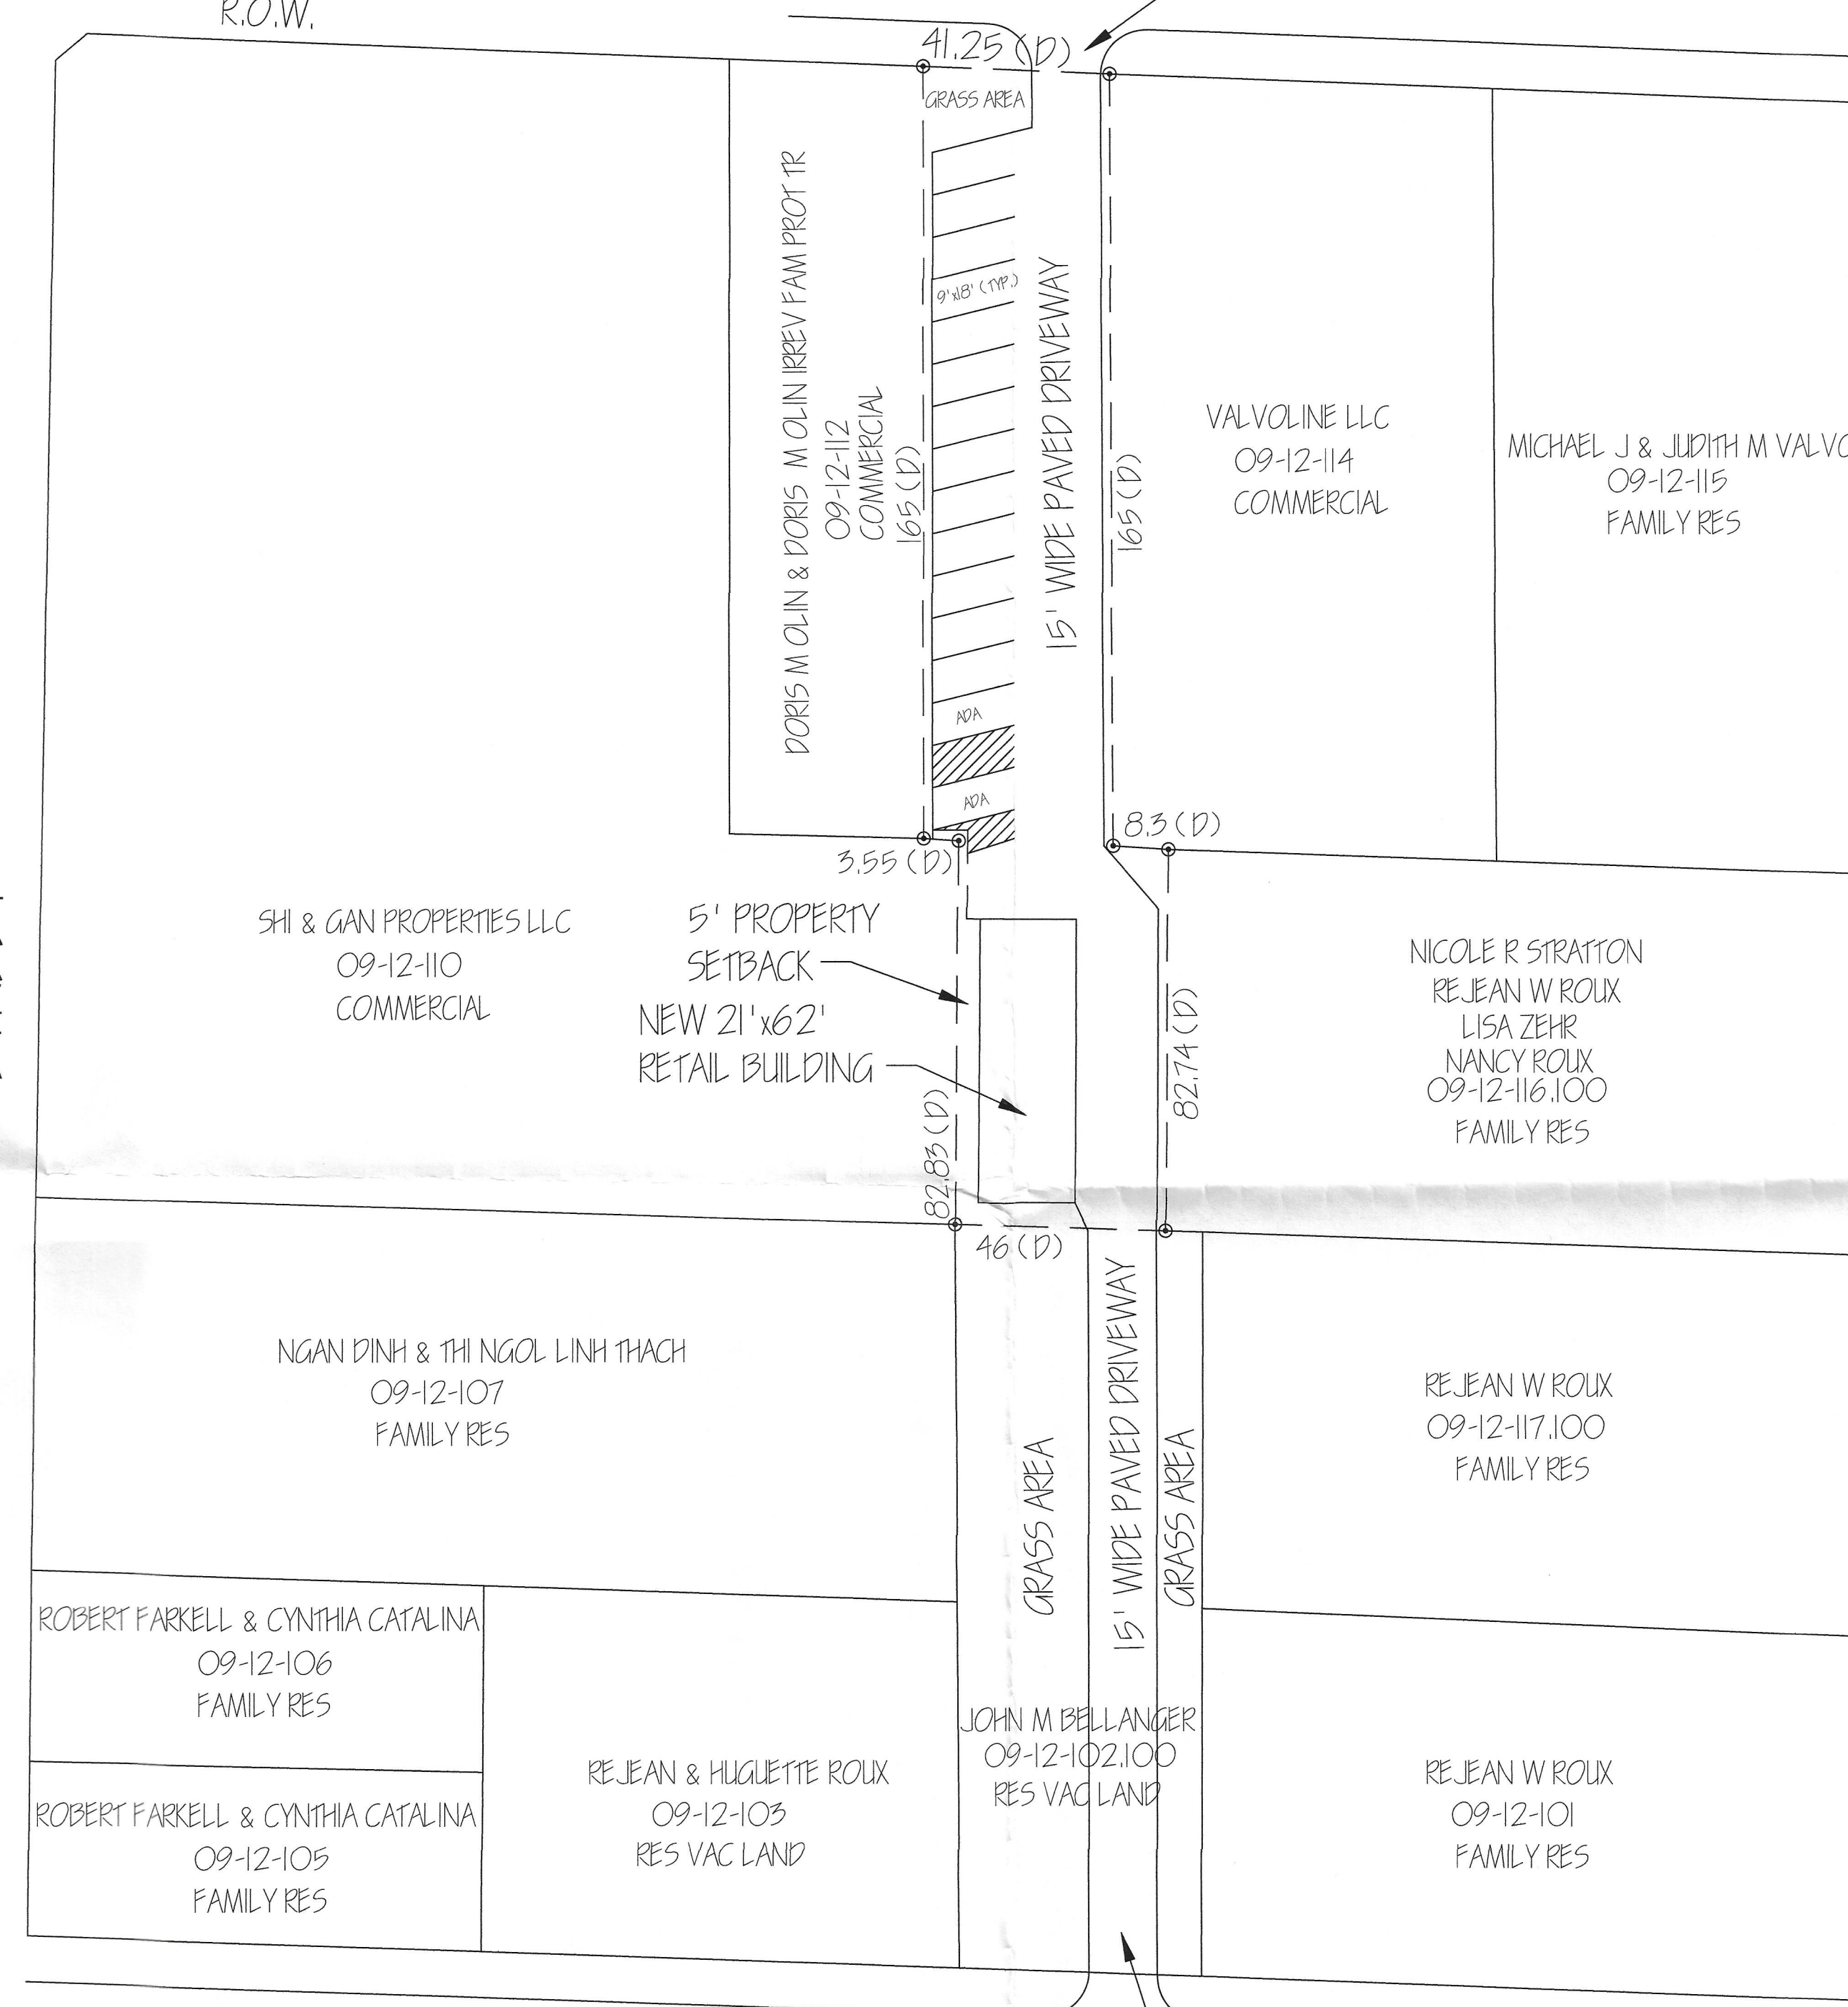 R.O.W.
41.25 (D)
GRASS AREA
DORIS M OLIN & DORIS M OLIN IRREV FAM PROT TR
09-12-112
COMMERCIAL
165 (D)
9'x18' (TYP.)
15' WIDE PAVED DRIVEWAY
165 (D)
VALVOLINE LLC
09-12-114
COMMERCIAL
MICHAEL J & JUDITH M VALVO
09-12-115
FAMILY RES
ADA
ADA
3.55 (D)
8.3 (D)
SHI & GAN PROPERTIES LLC
09-12-110
COMMERCIAL
5' PROPERTY
SETBACK
NEW 21'x62'
RETAIL BUILDING
82.83 (D)
82.74 (D)
NICOLE R STRATTON
REJEAN W ROUX
LISA ZEHR
NANCY ROUX
09-12-116.100
FAMILY RES
46 (D)
NGAN DINH & THI NGOL LINH THACH
09-12-107
FAMILY RES
GRASS AREA
15' WIDE PAVED DRIVEWAY
GRASS AREA
REJEAN W ROUX
09-12-117.100
FAMILY RES
ROBERT FARKELL & CYNTHIA CATALINA
09-12-106
FAMILY RES
ROBERT FARKELL & CYNTHIA CATALINA
09-12-105
FAMILY RES
REJEAN & HUGUETTE ROUX
09-12-103
RES VAC LAND
JOHN M BELLANGER
09-12-102.100
RES VAC LAND
REJEAN W ROUX
09-12-101
FAMILY RES